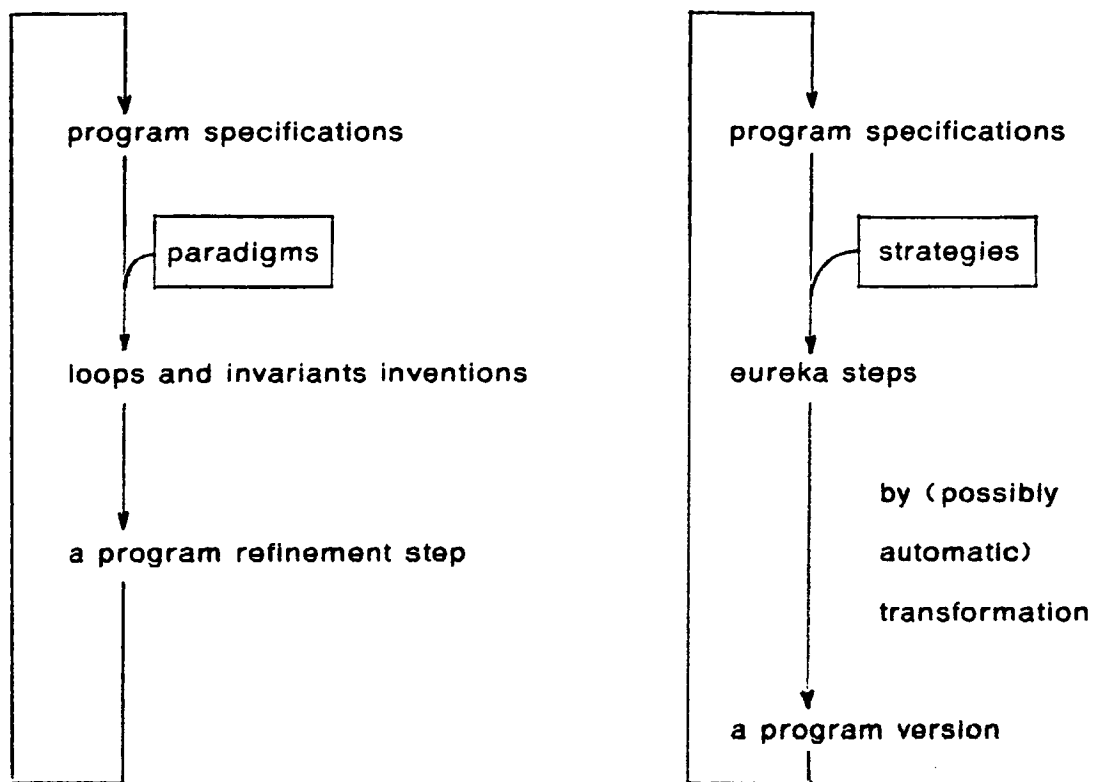 program specifications
paradigms
loops and invariants inventions
a program refinement step
program specifications
strategies
eureka steps
by (possibly
automatic)
transformation
a program version